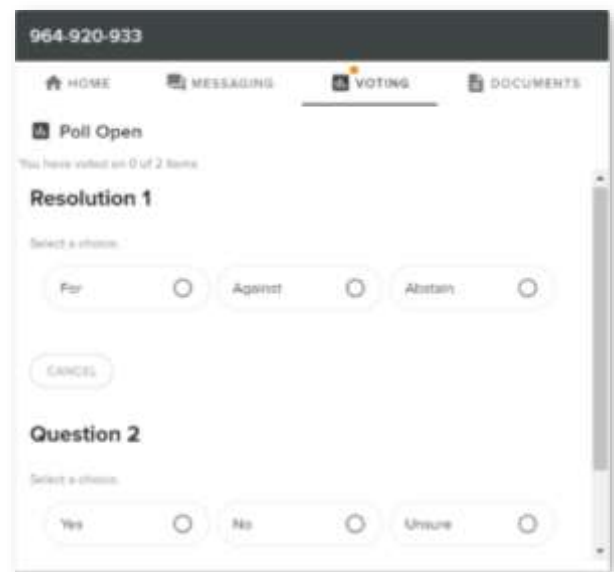 964-920-933
HOME MESSAGING VOTING DOCUMENTS
Poll Open
You have voted on 0 of 2 items
Resolution 1
Select a choice.
For Against Abstain
CANCEL
Question 2
Select a choice.
Yes No Unsure